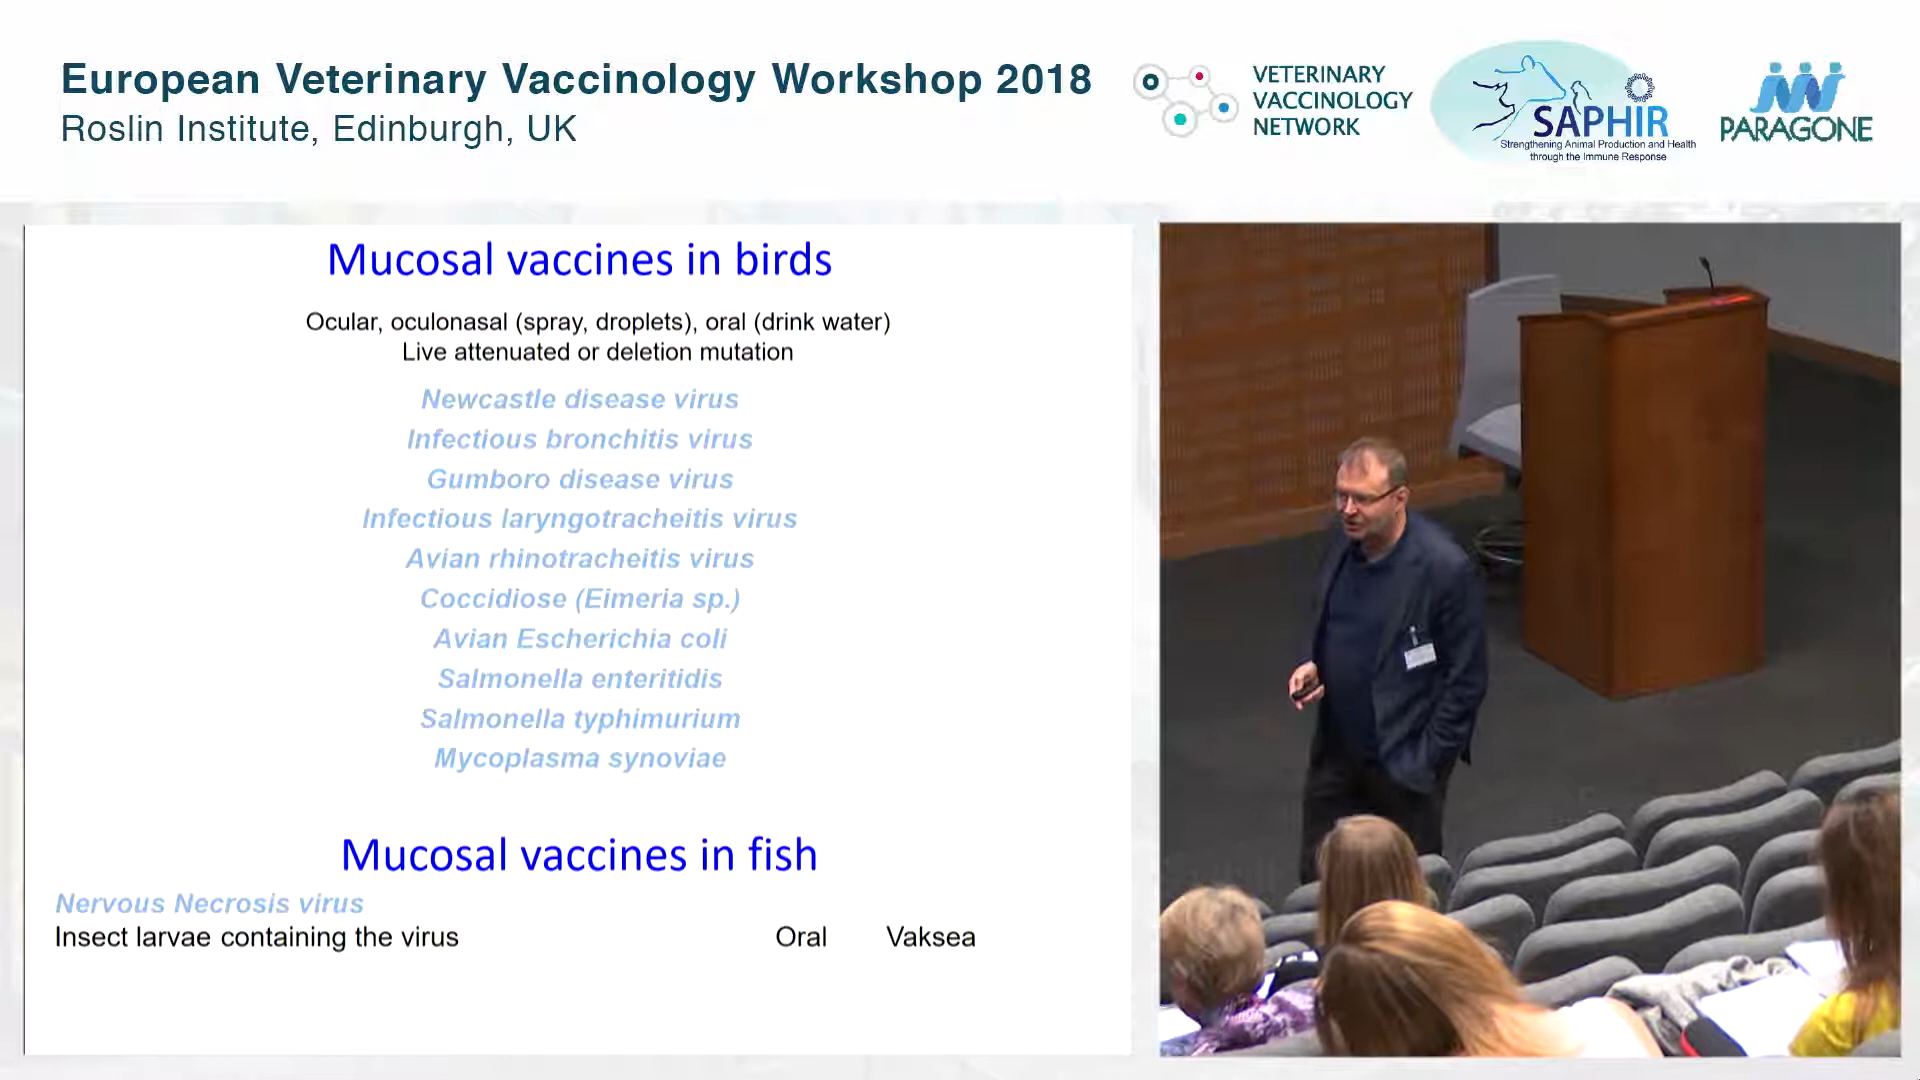 European Veterinary Vaccinology Workshop 2018
Roslin Institute, Edinburgh, UK
VETERINARY
VACCINOLOGY
NETWORK
SAPHIR
Strengthening Animal Production and Health
through the Immune Response
PARAGONE
Mucosal vaccines in birds
Ocular, oculonasal (spray, droplets), oral (drink water)
Live attenuated or deletion mutation
Newcastle disease virus
Infectious bronchitis virus
Gumboro disease virus
Infectious laryngotracheitis virus
Avian rhinotracheitis virus
Coccidiose (Eimeria sp.)
Avian Escherichia coli
Salmonella enteritidis
Salmonella typhimurium
Mycoplasma synoviae
Mucosal vaccines in fish
Nervous Necrosis virus
Insect larvae containing the virus Oral Vaksea